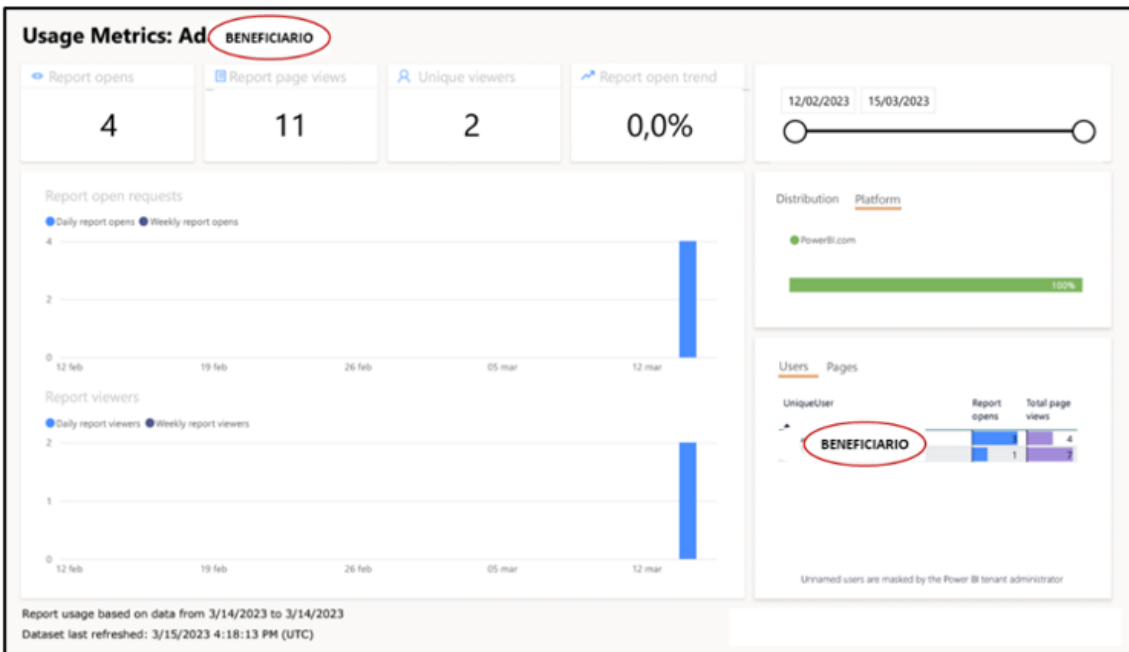 Usage Metrics: Ad BENEFICIARIO
Report opens
4
Report page views
11
Unique viewers
2
Report open trend
0,0%
12/02/2023 15/03/2023
Report open requests
Daily report opens Weekly report opens
4
2
0
12 feb 19 feb 26 feb 05 mar 12 mar
Report viewers
Daily report viewers Weekly report viewers
2
1
0
12 feb 19 feb 26 feb 05 mar 12 mar
Distribution Platform
PowerBI.com
100%
Users Pages
UniqueUser Report opens Total page views
BENEFICIARIO
3 4
1 7
Unnamed users are masked by the Power BI tenant administrator
Report usage based on data from 3/14/2023 to 3/14/2023
Dataset last refreshed: 3/15/2023 4:18:13 PM (UTC)